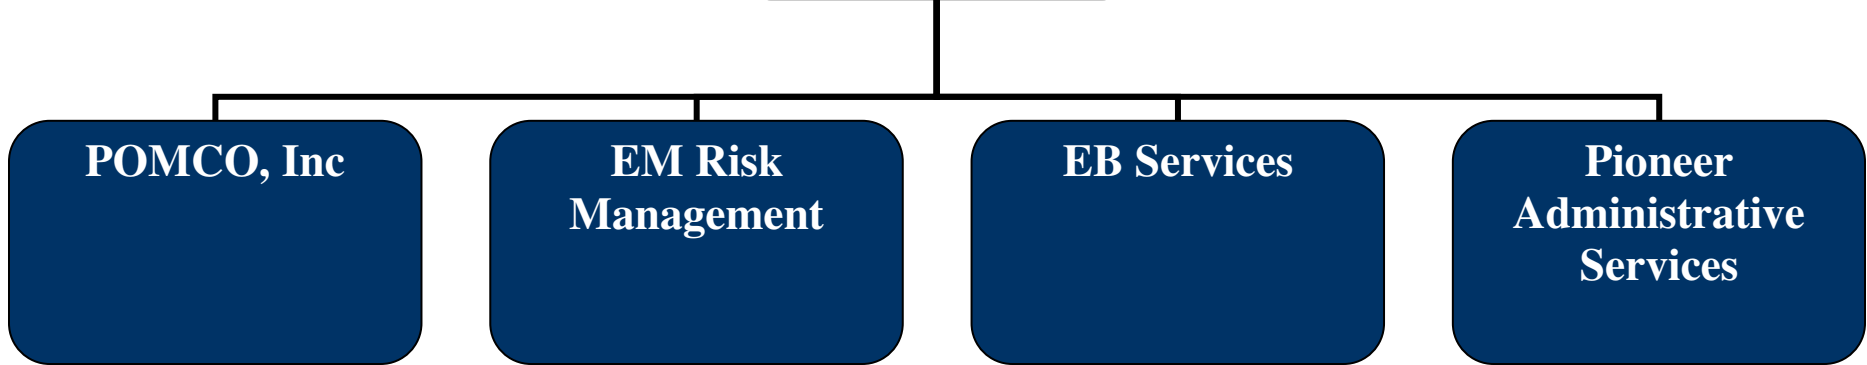 POMCO, Inc
EM Risk
Management
EB Services
Pioneer
Administrative
Services